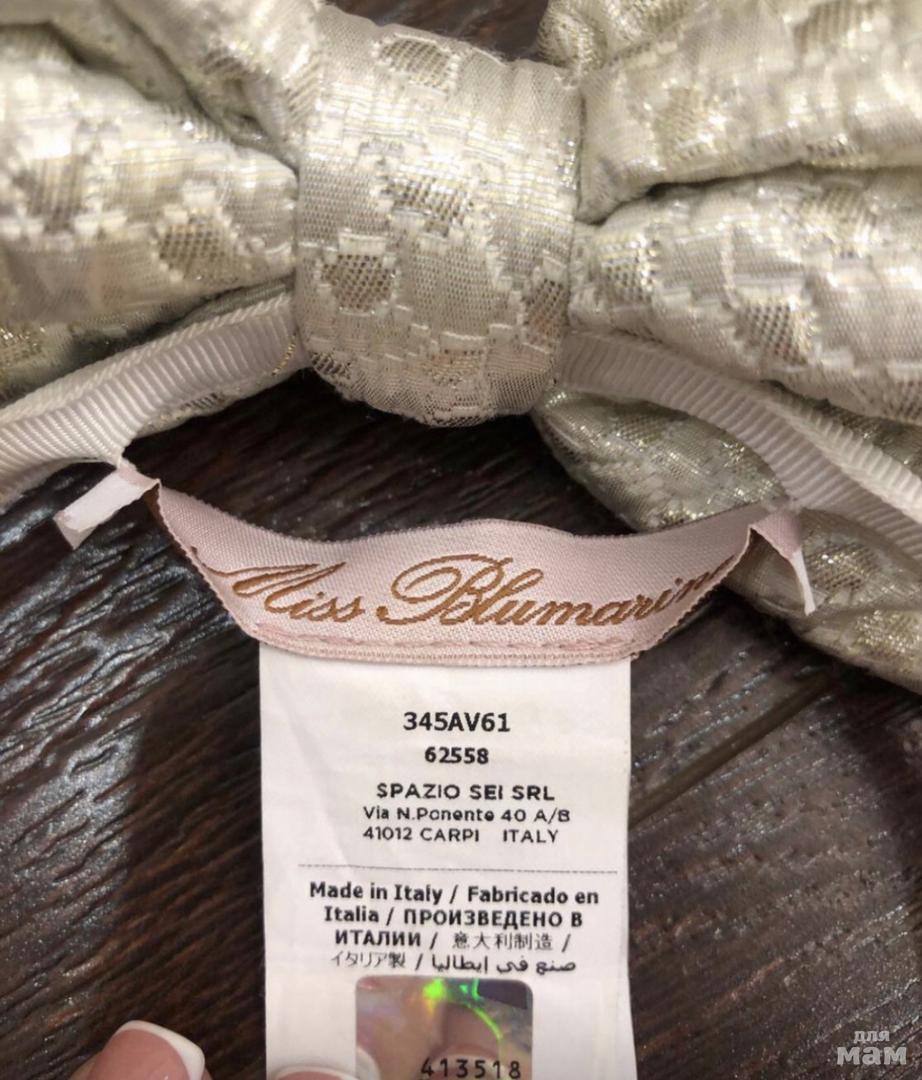 Miss Blumarine
345AV61
62558
SPAZIO SEI SRL
Via N.Ponente 40 A/B
41012 CARPI ITALY
Made in Italy / Fabricado en
Italia / ПРОИЗВЕДЕНО В
ИТАЛИИ / 意大利制造 /
イタリア製 / صنع في إيطاليا
413518
для
мам